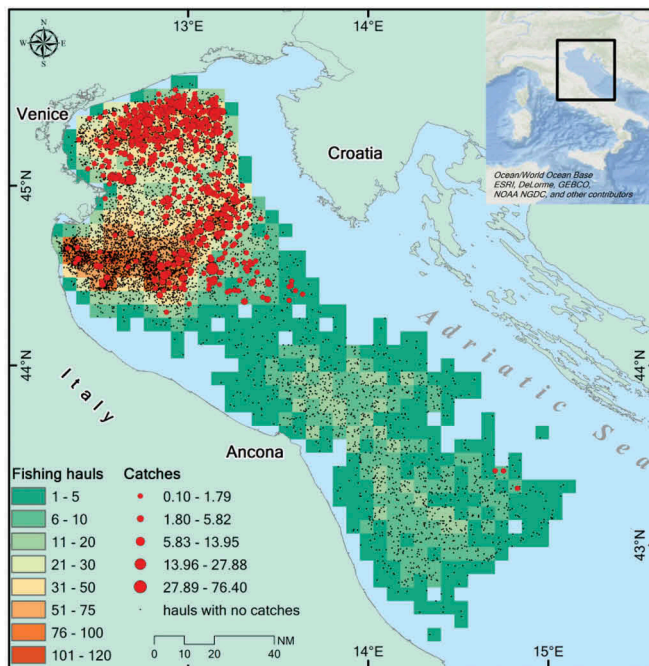 13°E
14°E
N
W
E
S
45°N
44°N
Venice
Croatia
Ocean/World Ocean Base
ESRI, DeLorme, GEBCO,
NOAA NGDC, and other contributors
Adriatic Sea
Italy
Ancona
44°N
43°N
Fishing hauls
1 - 5
6 - 10
11 - 20
21 - 30
31 - 50
51 - 75
76 - 100
101 - 120
Catches
0.10 - 1.79
1.80 - 5.82
5.83 - 13.95
13.96 - 27.88
27.89 - 76.40
hauls with no catches
0 10 20 40
NM
14°E
15°E